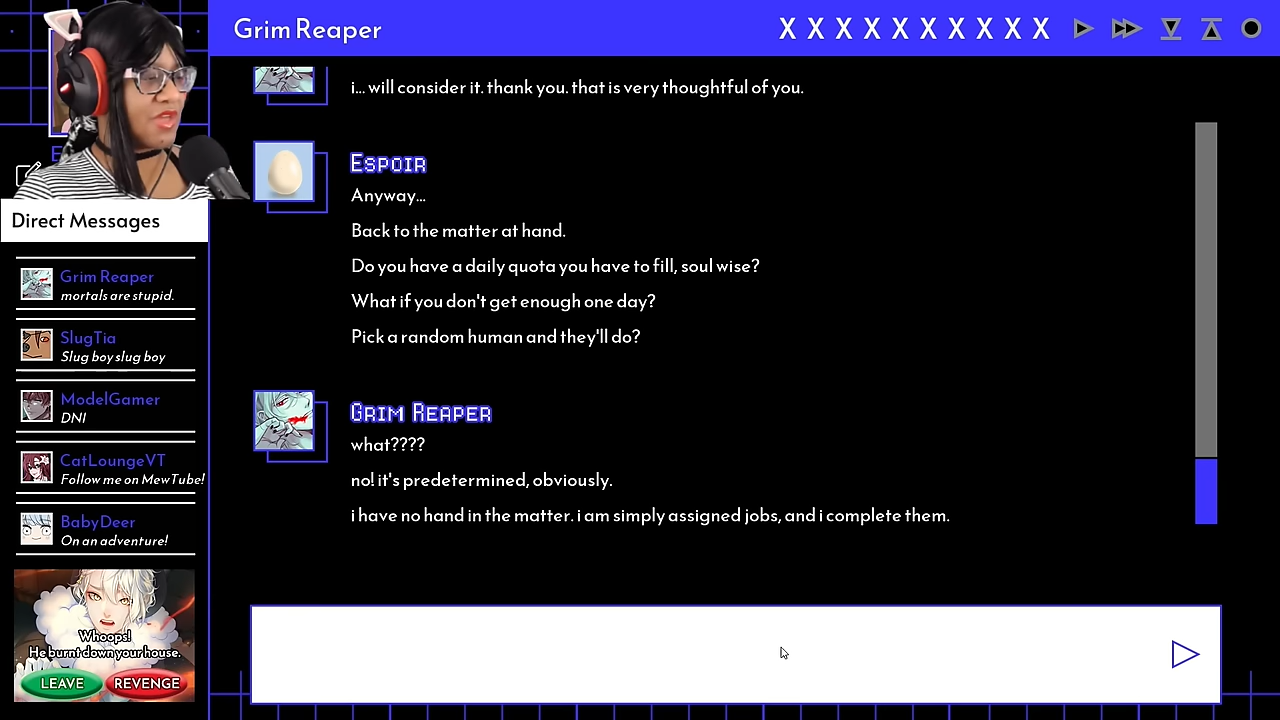 Grim Reaper
X X X X X X X X X X
i... will consider it. thank you. that is very thoughtful of you.
Espoir
Anyway...
Back to the matter at hand.
Do you have a daily quota you have to fill, soul wise?
What if you don't get enough one day?
Pick a random human and they'll do?
Grim Reaper
what????
no! it's predetermined, obviously.
i have no hand in the matter. i am simply assigned jobs, and i complete them.
E
Direct Messages
Grim Reaper
mortals are stupid.
SlugTia
Slug boy slug boy
ModelGamer
DNI
CatLoungeVT
Follow me on MewTube!
BabyDeer
On an adventure!
Whoops!
He burnt down your house.
LEAVE REVENGE